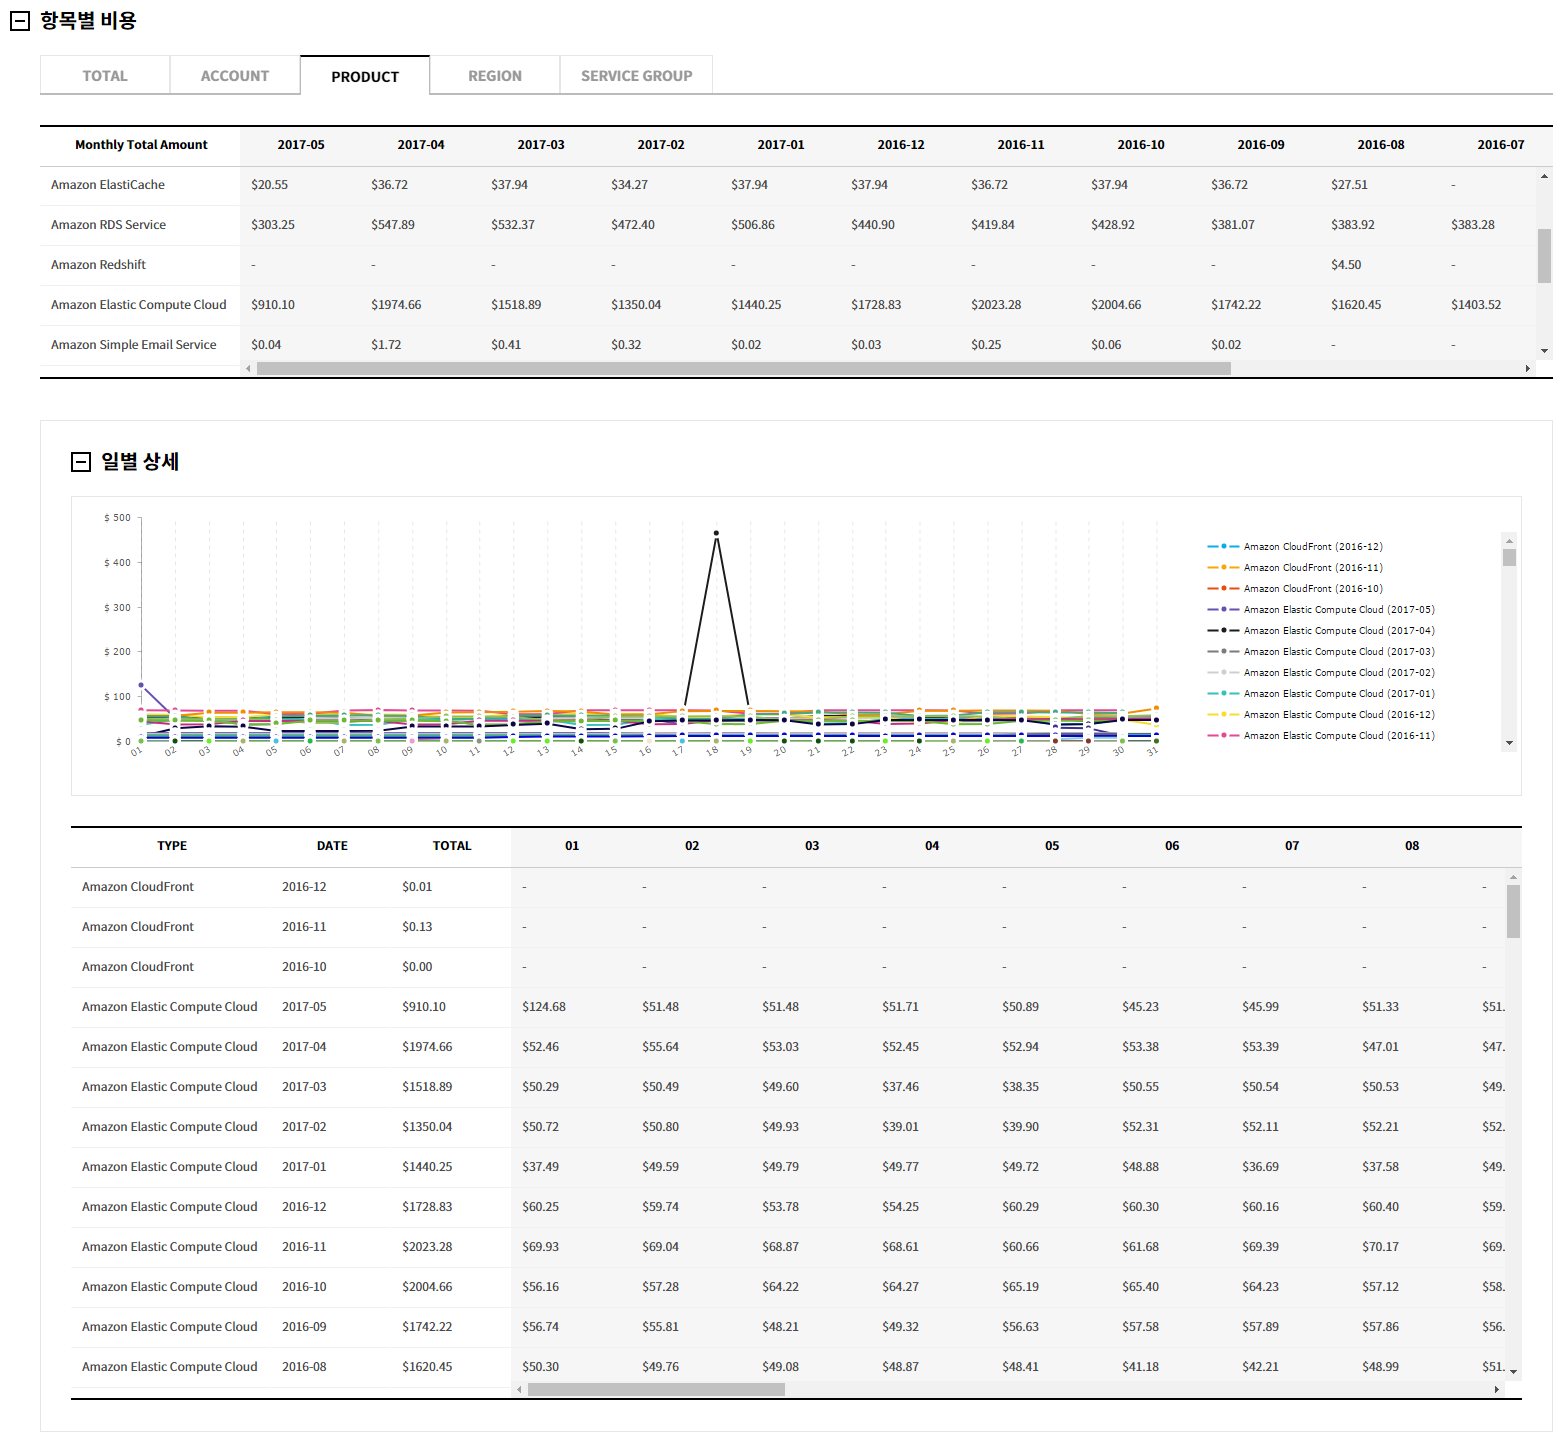 항목별 비용
TOTAL ACCOUNT PRODUCT REGION SERVICE GROUP
Monthly Total Amount 2017-05 2017-04 2017-03 2017-02 2017-01 2016-12 2016-11 2016-10 2016-09 2016-08 2016-07
Amazon ElastiCache $20.55 $36.72 $37.94 $34.27 $37.94 $37.94 $36.72 $37.94 $36.72 $27.51 -
Amazon RDS Service $303.25 $547.89 $532.37 $472.40 $506.86 $440.90 $419.84 $428.92 $381.07 $383.92 $383.28
Amazon Redshift - - - - - - - - - $4.50 -
Amazon Elastic Compute Cloud $910.10 $1974.66 $1518.89 $1350.04 $1440.25 $1728.83 $2023.28 $2004.66 $1742.22 $1620.45 $1403.52
Amazon Simple Email Service $0.04 $1.72 $0.41 $0.32 $0.02 $0.03 $0.25 $0.06 $0.02 - -
일별 상세
$ 500
$ 400
$ 300
$ 200
$ 100
$ 0
01 02 03 04 05 06 07 08 09 10 11 12 13 14 15 16 17 18 19 20 21 22 23 24 25 26 27 28 29 30 31
Amazon CloudFront (2016-12)
Amazon CloudFront (2016-11)
Amazon CloudFront (2016-10)
Amazon Elastic Compute Cloud (2017-05)
Amazon Elastic Compute Cloud (2017-04)
Amazon Elastic Compute Cloud (2017-03)
Amazon Elastic Compute Cloud (2017-02)
Amazon Elastic Compute Cloud (2017-01)
Amazon Elastic Compute Cloud (2016-12)
Amazon Elastic Compute Cloud (2016-11)
TYPE DATE TOTAL 01 02 03 04 05 06 07 08
Amazon CloudFront 2016-12 $0.01 - - - - - - - - -
Amazon CloudFront 2016-11 $0.13 - - - - - - - - -
Amazon CloudFront 2016-10 $0.00 - - - - - - - - -
Amazon Elastic Compute Cloud 2017-05 $910.10 $124.68 $51.48 $51.48 $51.71 $50.89 $45.23 $45.99 $51.33 $51.
Amazon Elastic Compute Cloud 2017-04 $1974.66 $52.46 $55.64 $53.03 $52.45 $52.94 $53.38 $53.39 $47.01 $47.
Amazon Elastic Compute Cloud 2017-03 $1518.89 $50.29 $50.49 $49.60 $37.46 $38.35 $50.55 $50.54 $50.53 $49.
Amazon Elastic Compute Cloud 2017-02 $1350.04 $50.72 $50.80 $49.93 $39.01 $39.90 $52.31 $52.11 $52.21 $52.
Amazon Elastic Compute Cloud 2017-01 $1440.25 $37.49 $49.59 $49.79 $49.77 $49.72 $48.88 $36.69 $37.58 $49.
Amazon Elastic Compute Cloud 2016-12 $1728.83 $60.25 $59.74 $53.78 $54.25 $60.29 $60.30 $60.16 $60.40 $59.
Amazon Elastic Compute Cloud 2016-11 $2023.28 $69.93 $69.04 $68.87 $68.61 $60.66 $61.68 $69.39 $70.17 $69.
Amazon Elastic Compute Cloud 2016-10 $2004.66 $56.16 $57.28 $64.22 $64.27 $65.19 $65.40 $64.23 $57.12 $58.
Amazon Elastic Compute Cloud 2016-09 $1742.22 $56.74 $55.81 $48.21 $49.32 $56.63 $57.58 $57.89 $57.86 $56.
Amazon Elastic Compute Cloud 2016-08 $1620.45 $50.30 $49.76 $49.08 $48.87 $48.41 $41.18 $42.21 $48.99 $51.